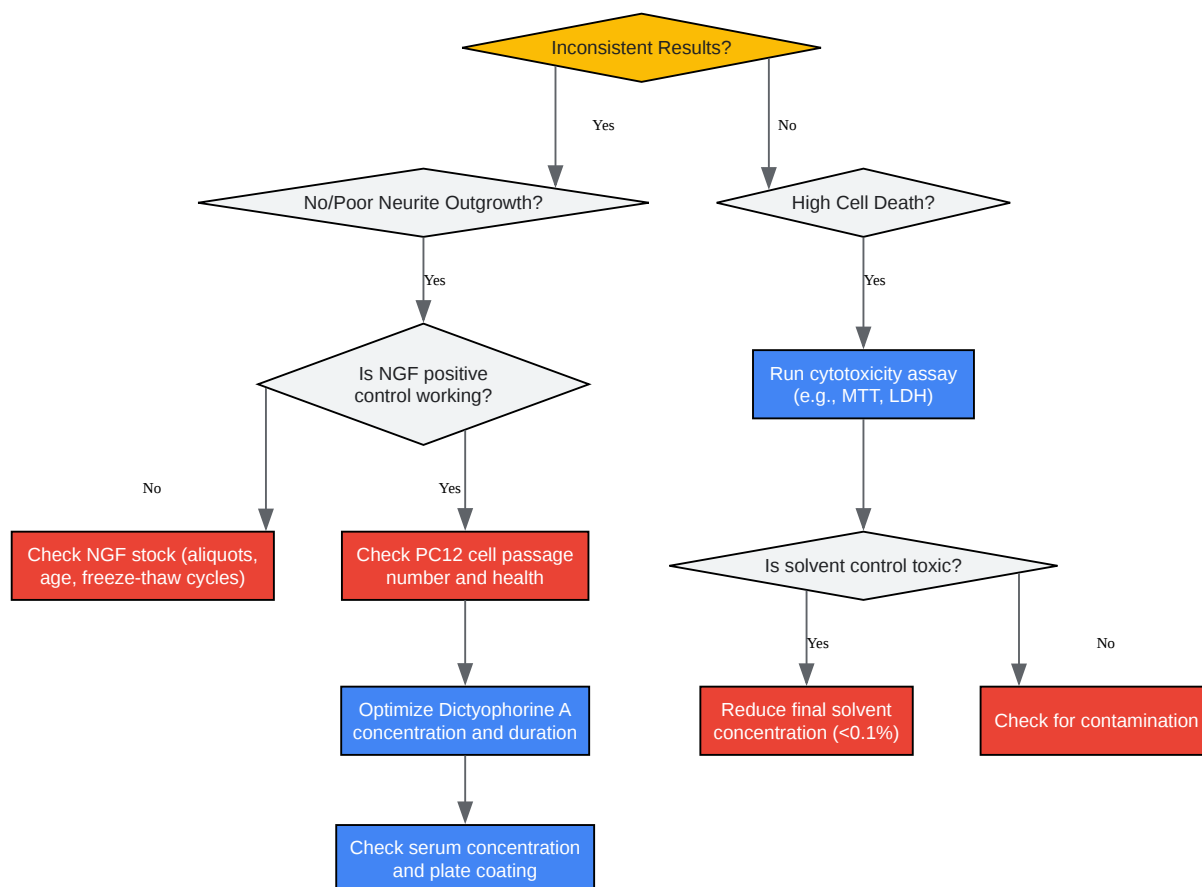 Inconsistent Results?
Yes
No
No/Poor Neurite Outgrowth?
High Cell Death?
Yes
Yes
Is NGF positive
control working?
Run cytotoxicity assay
(e.g., MTT, LDH)
No
Yes
Check NGF stock (aliquots,
age, freeze-thaw cycles)
Check PC12 cell passage
number and health
Is solvent control toxic?
Yes
No
Optimize Dictyophorine A
concentration and duration
Reduce final solvent
concentration (<0.1%)
Check for contamination
Check serum concentration
and plate coating